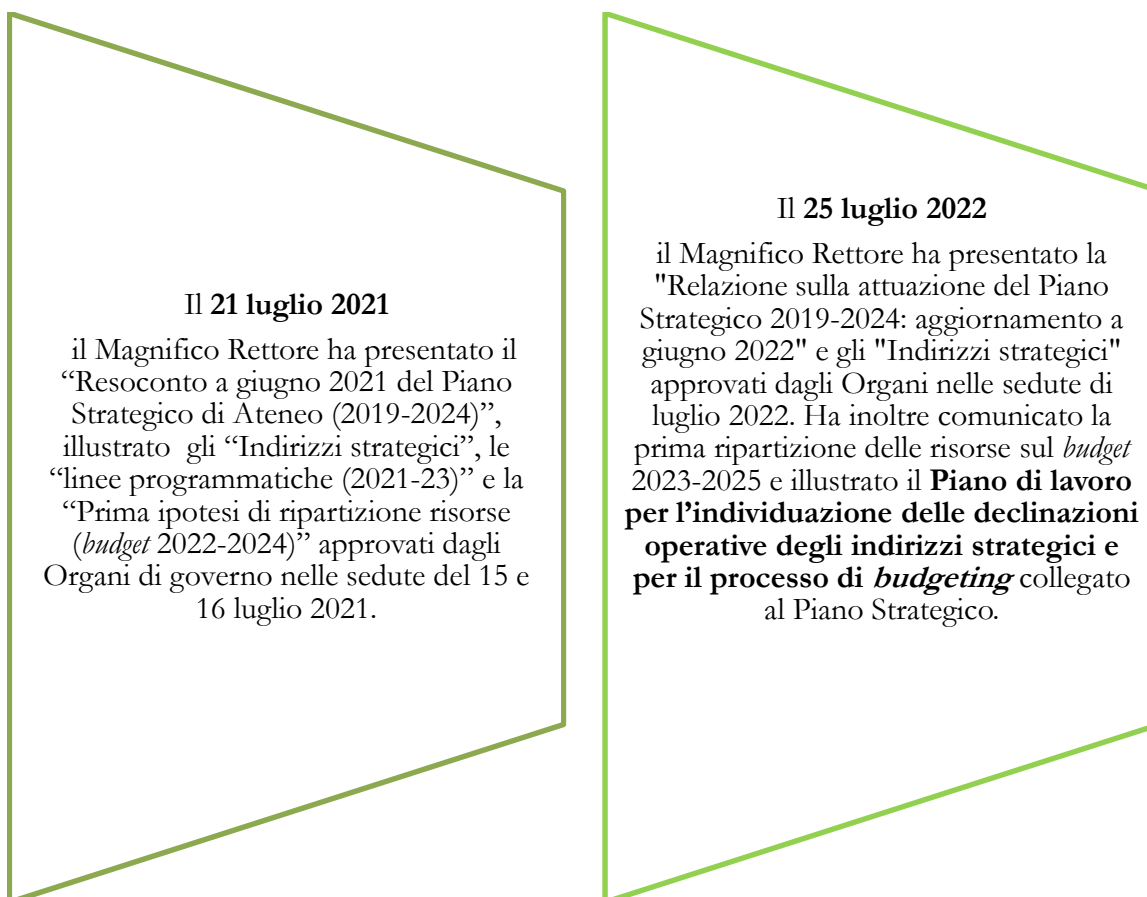 Il 21 luglio 2021
il Magnifico Rettore ha presentato il
“Resoconto a giugno 2021 del Piano
Strategico di Ateneo (2019-2024)”,
illustrato gli “Indirizzi strategici”, le
“linee programmatiche (2021-23)” e la
“Prima ipotesi di ripartizione risorse
(budget 2022-2024)” approvati dagli
Organi di governo nelle sedute del 15 e
16 luglio 2021.
Il 25 luglio 2022
il Magnifico Rettore ha presentato la
"Relazione sulla attuazione del Piano
Strategico 2019-2024: aggiornamento a
giugno 2022" e gli "Indirizzi strategici"
approvati dagli Organi nelle sedute di
luglio 2022. Ha inoltre comunicato la
prima ripartizione delle risorse sul budget
2023-2025 e illustrato il Piano di lavoro
per l’individuazione delle declinazioni
operative degli indirizzi strategici e
per il processo di budgeting collegato
al Piano Strategico.